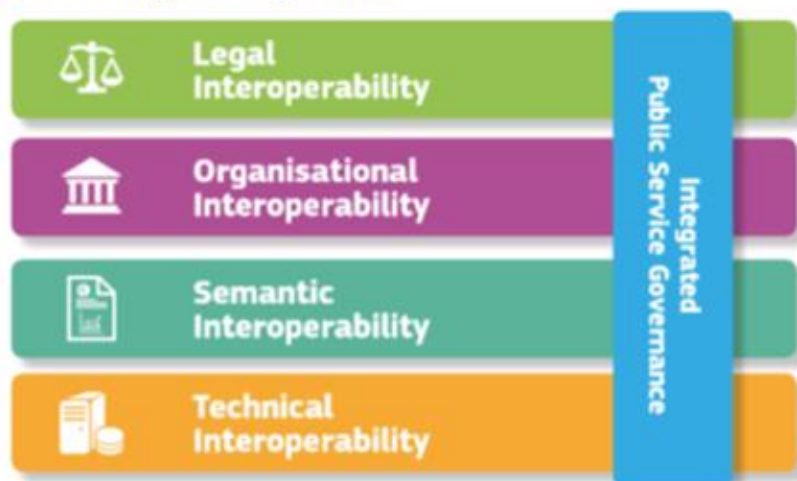 Legal
Interoperability
Organisational
Interoperability
Semantic
Interoperability
Technical
Interoperability
Integrated
Public Service Governance